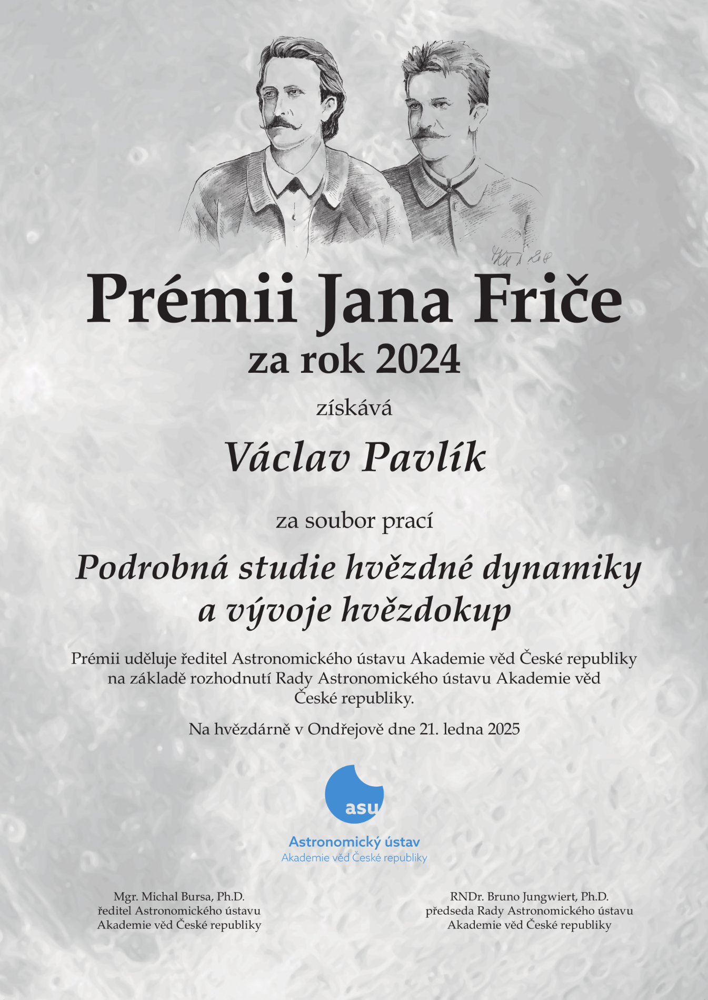 Prémii Jana Friče
za rok 2024
získává
Václav Pavlík
za soubor prací
Podrobná studie hvězdné dynamiky
a vývoje hvězdokup
Prémii uděluje ředitel Astronomického ústavu Akademie věd České republiky
na základě rozhodnutí Rady Astronomického ústavu Akademie věd
České republiky.
Na hvězdárně v Ondřejově dne 21. ledna 2025
asu
Astronomický ústav
Akademie věd České republiky
Mgr. Michal Bursa, Ph.D.
ředitel Astronomického ústavu
Akademie věd České republiky
RNDr. Bruno Jungwiert, Ph.D.
předseda Rady Astronomického ústavu
Akademie věd České republiky